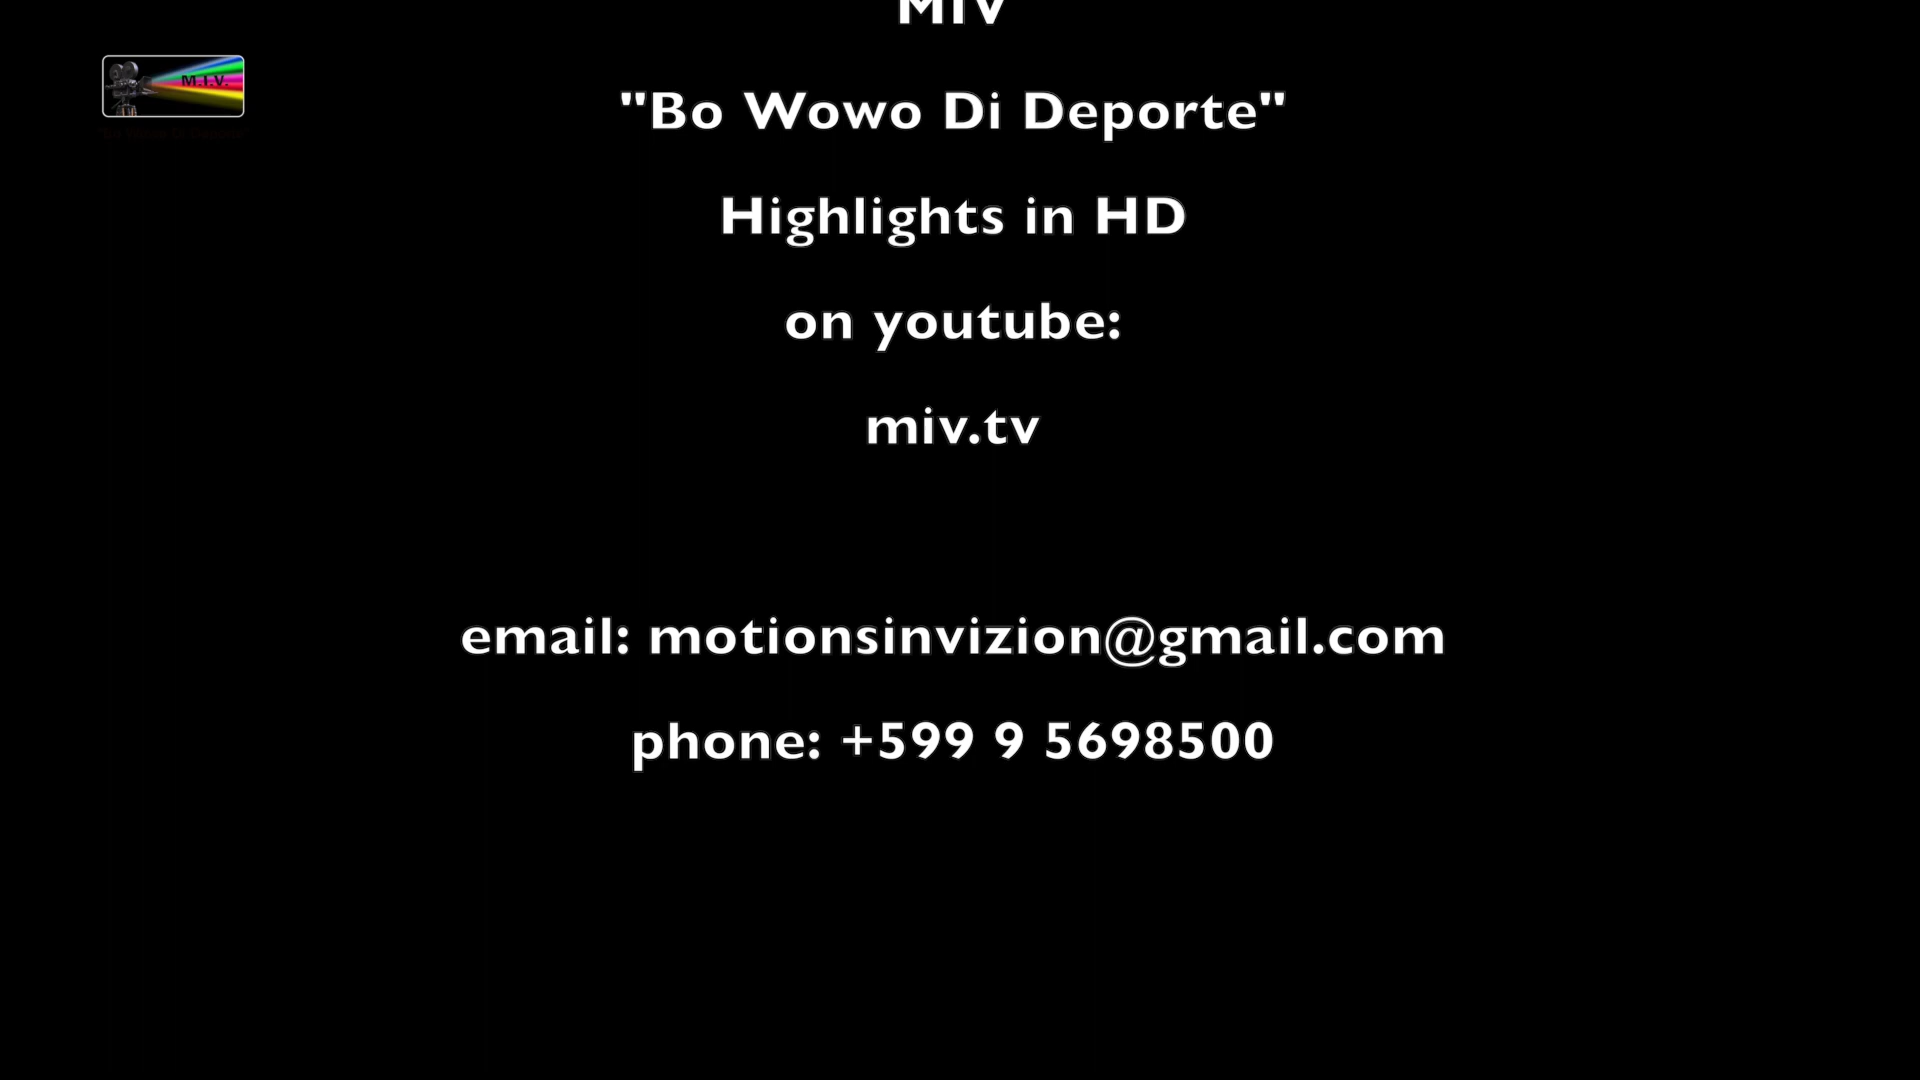 MIV
M.I.V.
"Bo Wowo Di Deporte"
Highlights in HD
on youtube:
miv.tv
email: motionsinvizion@gmail.com
phone: +599 9 5698500